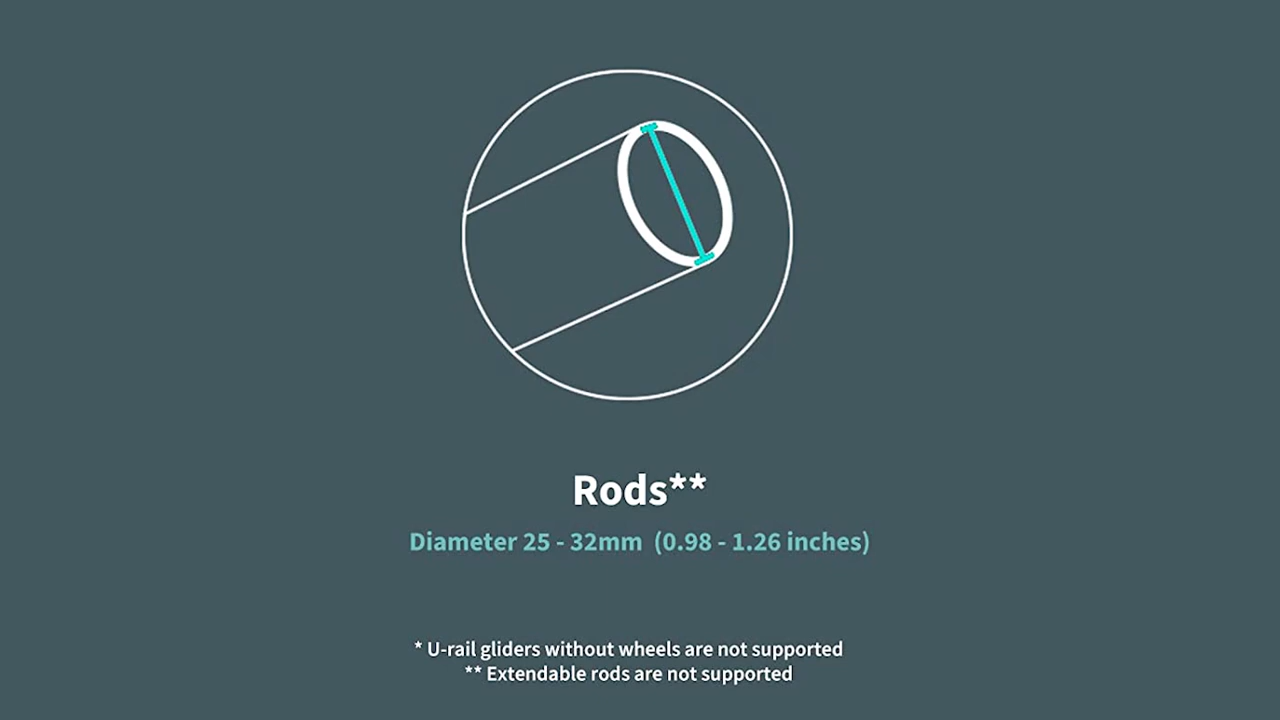 Rods**
Diameter 25 - 32mm (0.98 - 1.26 inches)
* U-rail gliders without wheels are not supported
** Extendable rods are not supported